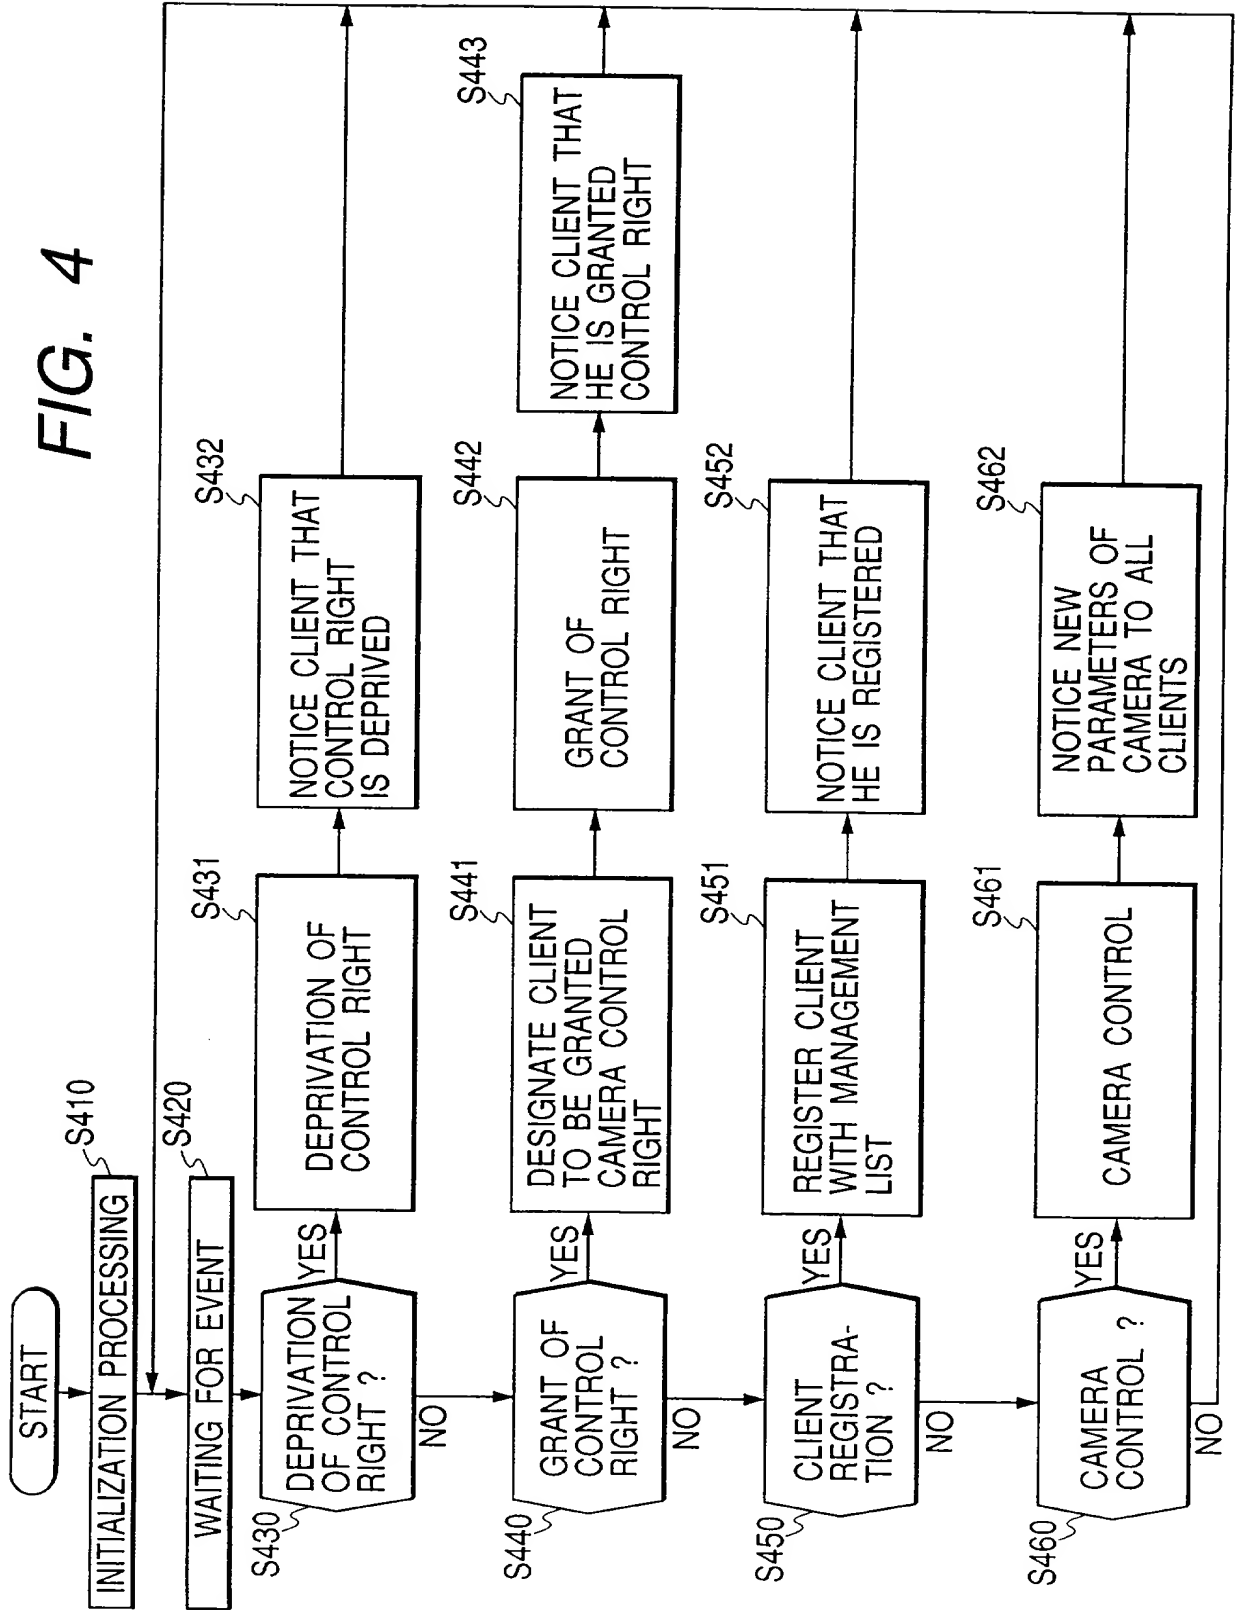 FIG. 4
START
INITIALIZATION PROCESSING
S410
WAITING FOR EVENT
S420
S430
DEPRIVATION
OF CONTROL
RIGHT ?
YES
NO
S431
DEPRIVATION OF
CONTROL RIGHT
S432
NOTICE CLIENT THAT
CONTROL RIGHT
IS DEPRIVED
S440
GRANT OF
CONTROL
RIGHT ?
YES
NO
S441
DESIGNATE CLIENT
TO BE GRANTED
CAMERA CONTROL
RIGHT
S442
GRANT OF
CONTROL RIGHT
S443
NOTICE CLIENT THAT
HE IS GRANTED
CONTROL RIGHT
S450
CLIENT
REGISTRA-
TION ?
YES
NO
S451
REGISTER CLIENT
WITH MANAGEMENT
LIST
S452
NOTICE CLIENT THAT
HE IS REGISTERED
S460
CAMERA
CONTROL ?
YES
NO
S461
CAMERA CONTROL
S462
NOTICE NEW
PARAMETERS OF
CAMERA TO ALL
CLIENTS